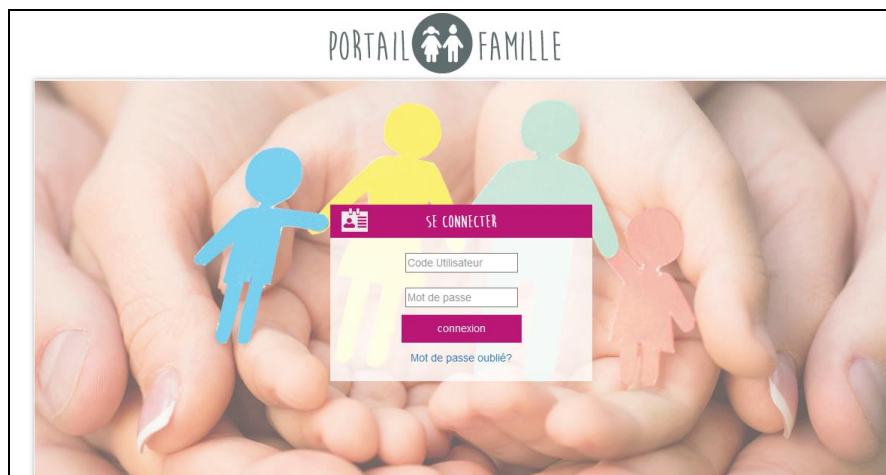 PORTAIL FAMILLE
SE CONNECTER
Code Utilisateur
Mot de passe
connexion
Mot de passe oublié?